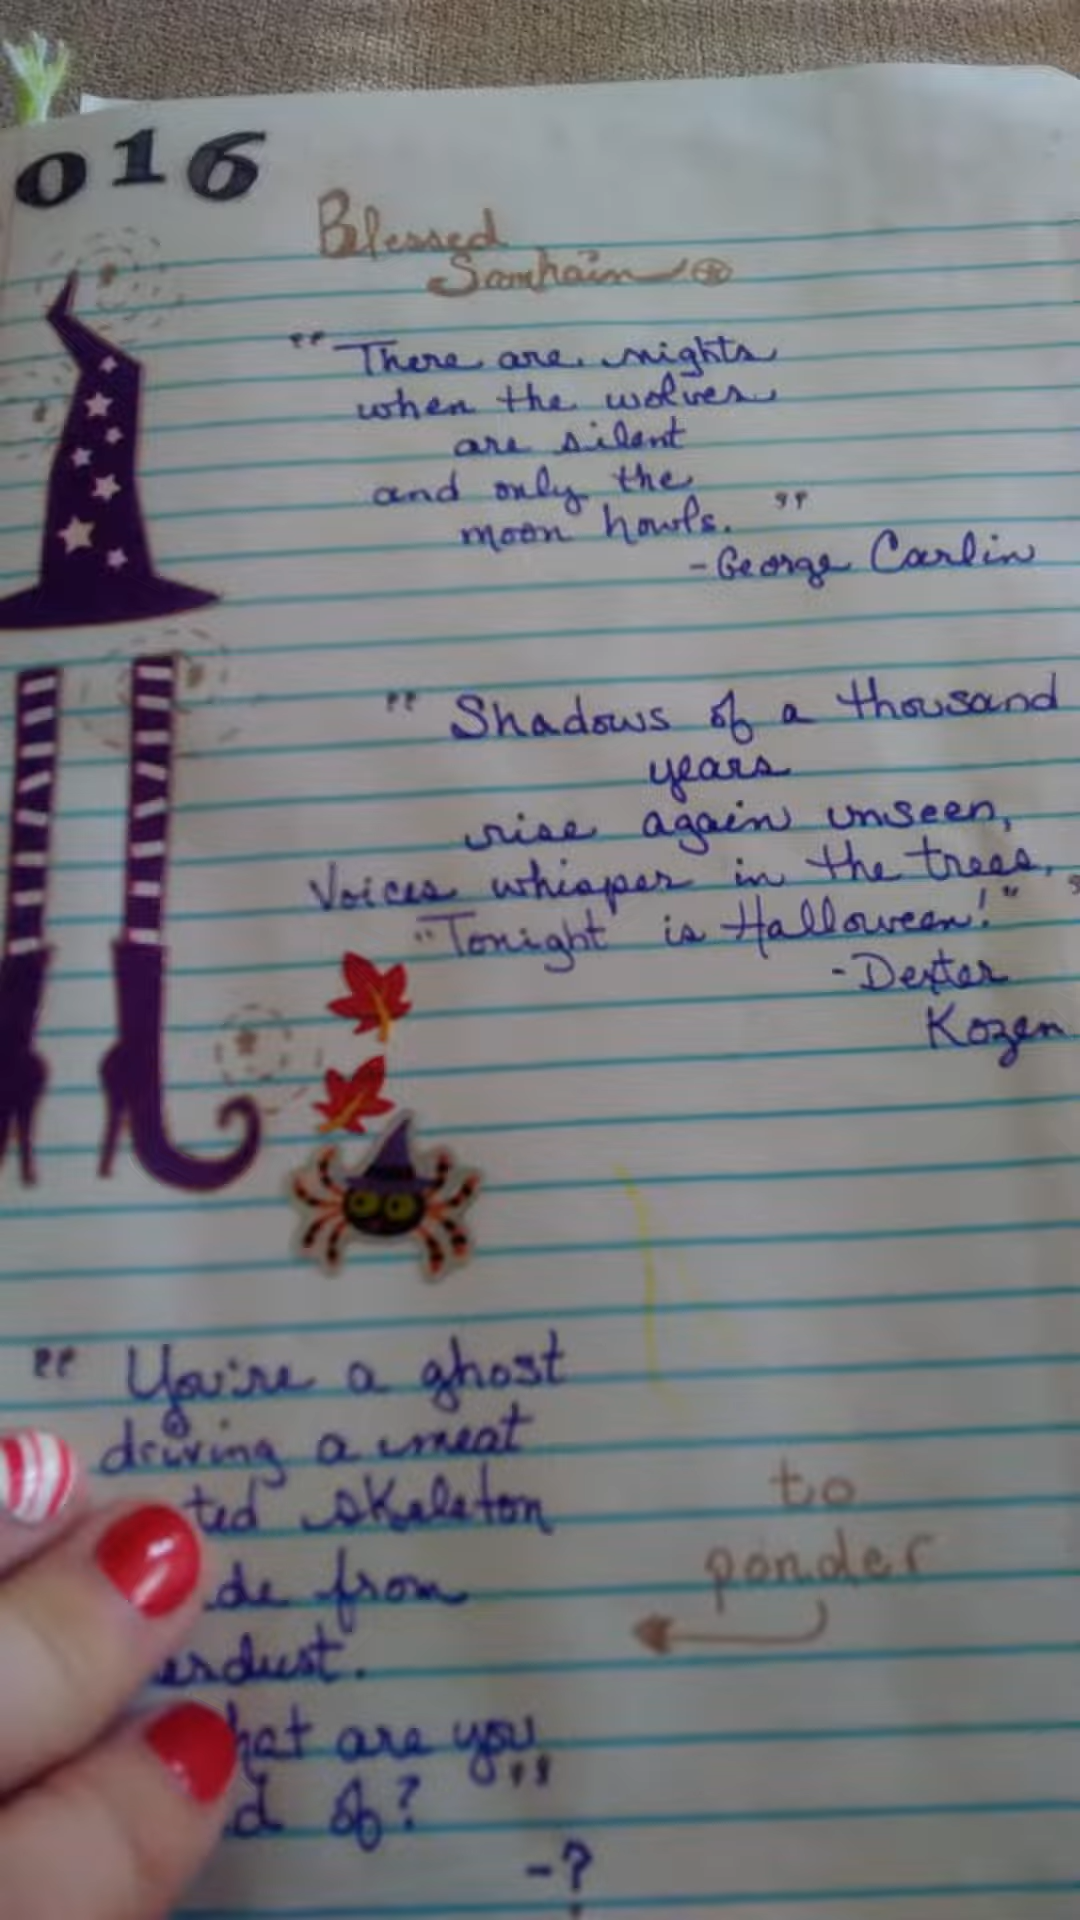 016
Blessed
Samhain
" There are nights
when the wolves
are silent
and only the
moon howls. "
-George Carlin
" Shadows of a thousand
years
rise again unseen,
Voices whisper in the trees,
"Tonight is Halloween!"
-Dexter
Kozen
" You're a ghost
driving a meat
ted skeleton
de from
erdust.
hat are you
d of? "
-?
to
ponder